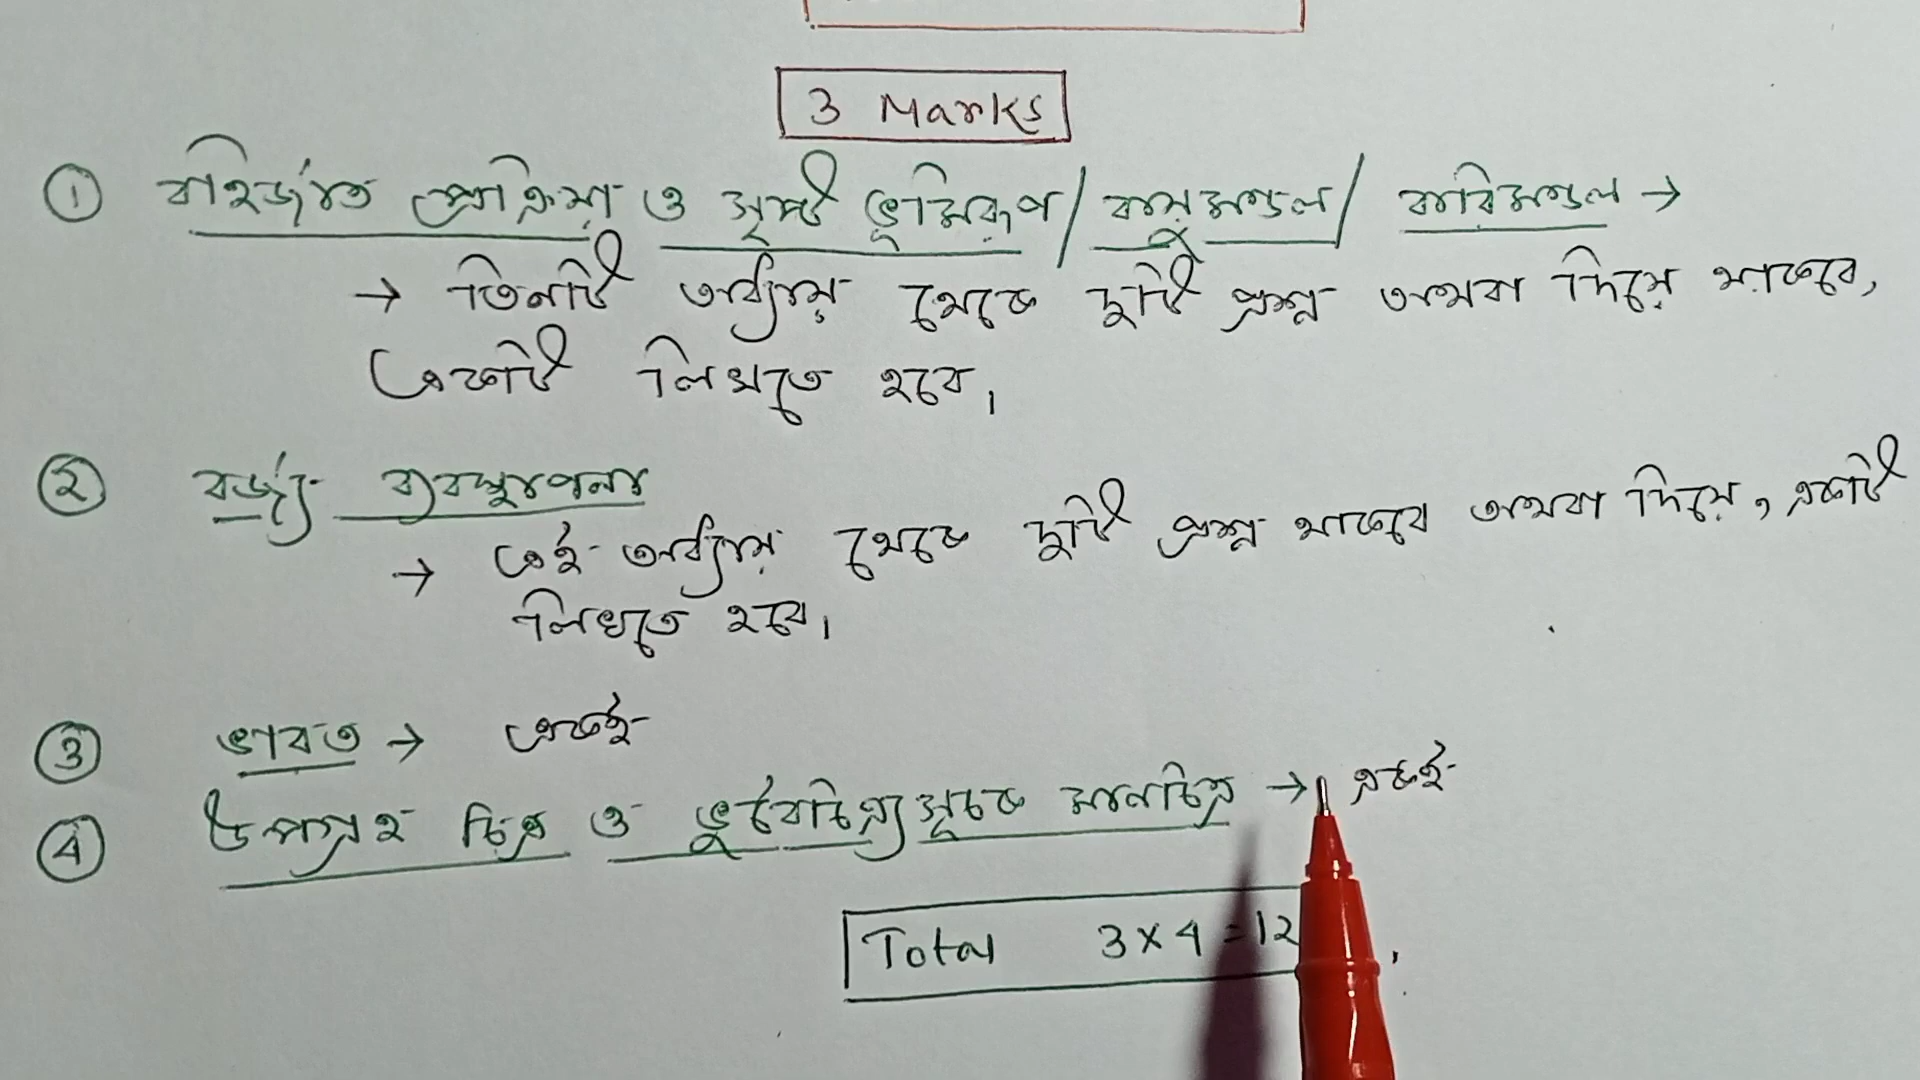 3 Marks
① বহির্জাত প্রক্রিয়া ও সৃষ্ট ভূমিরূপ / বায়ুমণ্ডল / বারিমণ্ডল →
→ তিনটি অধ্যায় থেকে দুটি প্রশ্ন অথবা দিয়ে থাকবে,
একটি লিখতে হবে।
② বর্জ্য ব্যবস্থাপনা
→ এই অধ্যায় থেকে দুটি প্রশ্ন থাকবে অথবা দিয়ে, একটি
লিখতে হবে।
③ ভারত → একই
④ উপগ্রহ চিত্র ও ভূবৈচিত্র্যসূচক মানচিত্র → একই
Total 3 x 4 = 12